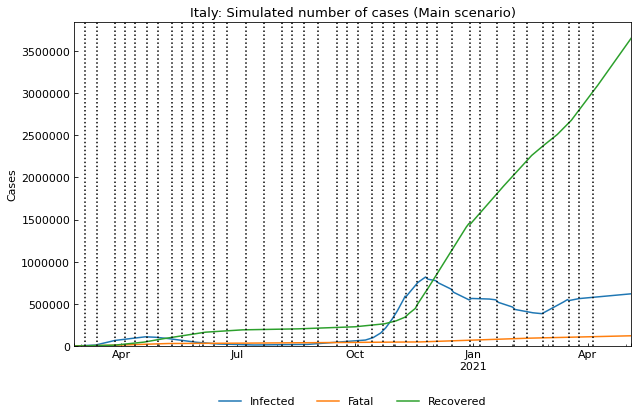 Italy: Simulated number of cases (Main scenario)
3500000
3000000
2500000
2000000
1500000
1000000
500000
0
Cases
Apr
Jul
Oct
Jan
2021
Apr
Infected
Fatal
Recovered